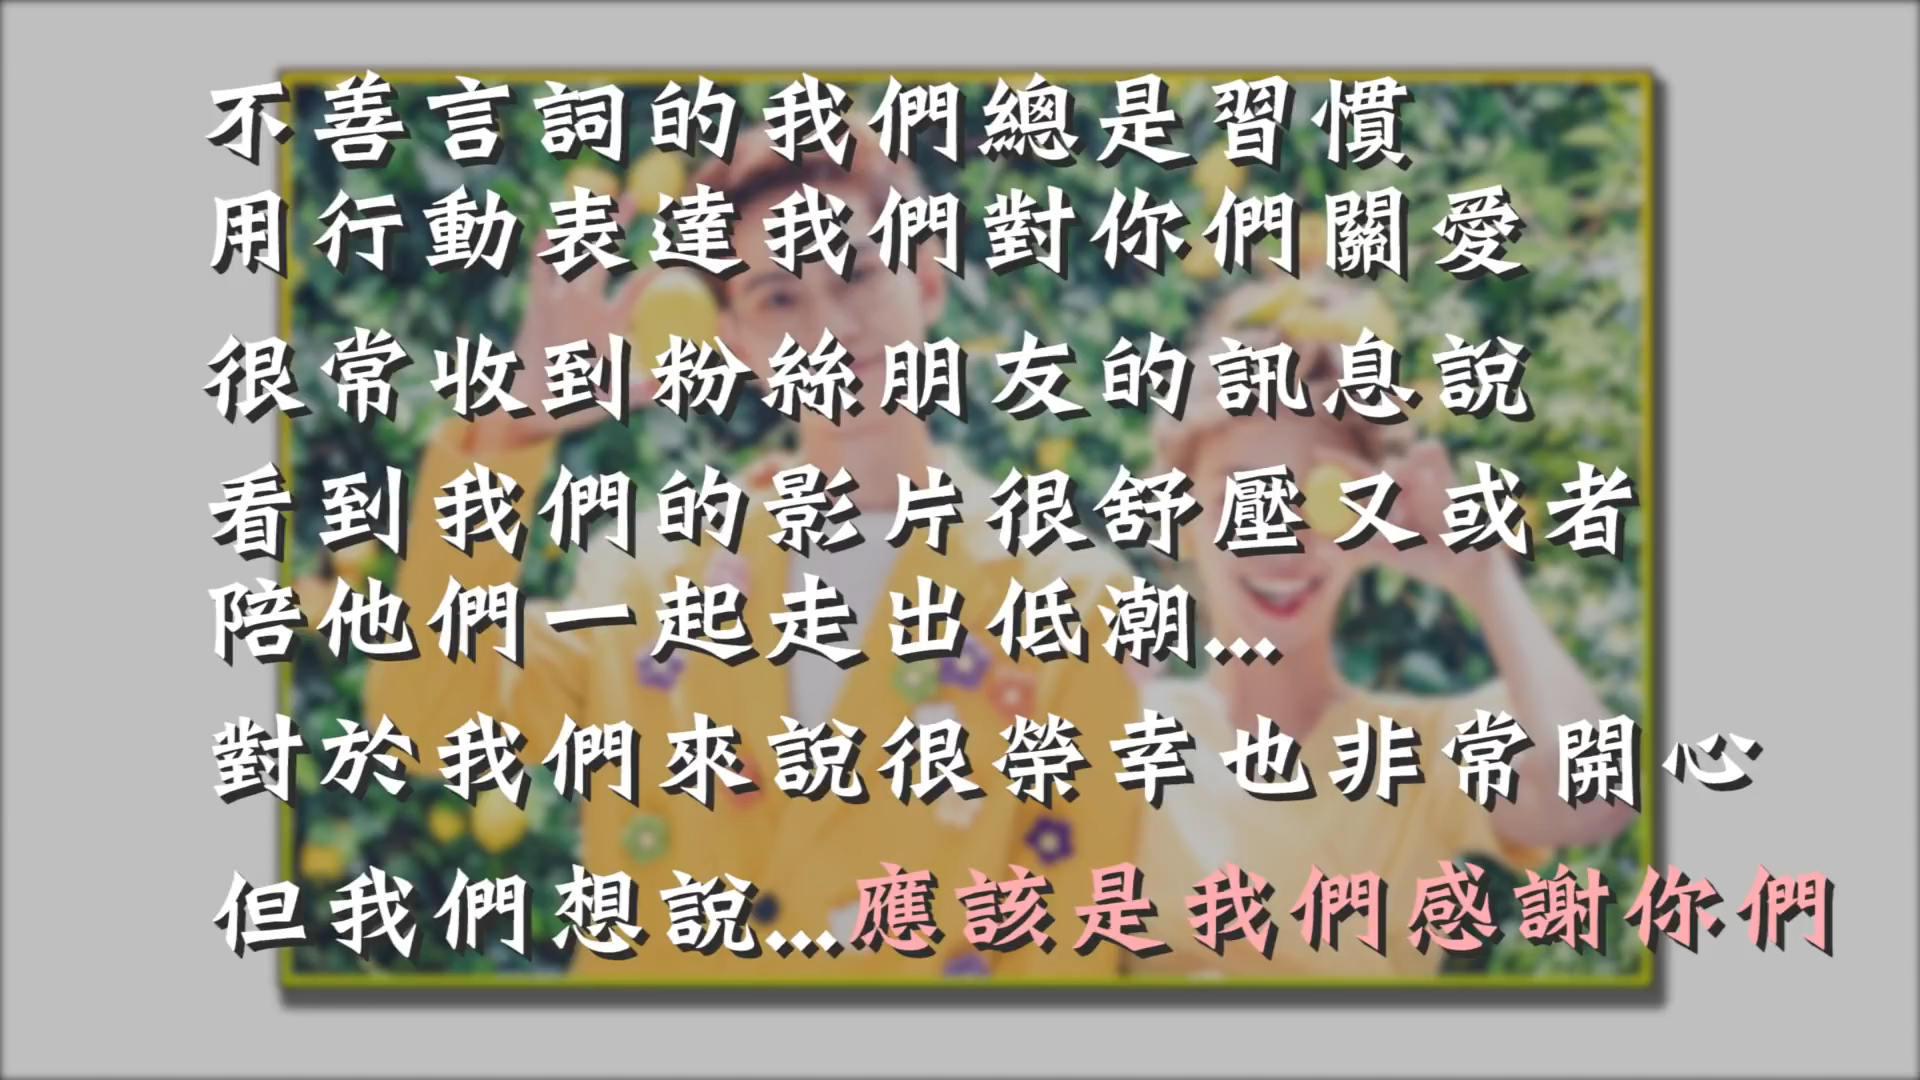 不善言詞的我們總是習慣
用行動表達我們對你們關愛
很常收到粉絲朋友的訊息說
看到我們的影片很舒壓又或者
陪他們一起走出低潮...
對於我們來說很榮幸也非常開心
但我們想說...應該是我們感謝你們